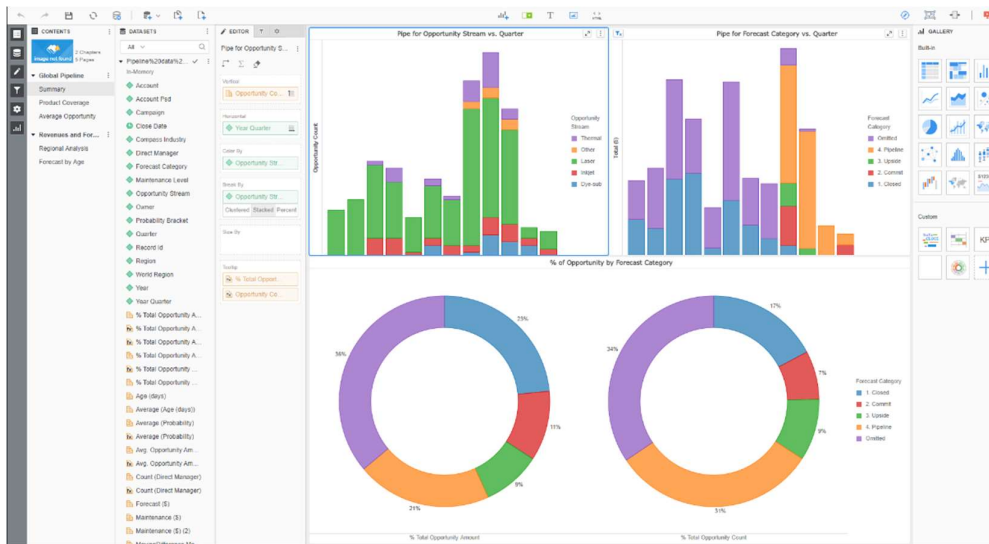 CONTENTS
image not found
2 Chapters
5 Pages
Global Pipeline
Summary
Product Coverage
Average Opportunity
Revenues and For...
Regional Analysis
Forecast by Age
DATASETS
All
Pipeline%20data%2...
In-Memory
Account
Account Psd
Campaign
Close Date
Compass Industry
Direct Manager
Forecast Category
Maintenance Level
Opportunity Stream
Owner
Probability Bracket
Quarter
Record Id
Region
World Region
Year
Year Quarter
% Total Opportunity A...
% Total Opportunity A...
% Total Opportunity A...
% Total Opportunity A...
% Total Opportunity ...
% Total Opportunity ...
Age (days)
Average (Age (days))
Average (Probability)
Average (Probability)
Avg. Opportunity Am...
Avg. Opportunity Am...
Count (Direct Manager)
Count (Direct Manager)
Forecast ($)
Maintenance ($)
Maintenance ($) (2)
EDITOR
?
Pipe for Opportunity S...
Vertical
Opportunity Co...
Horizontal
Year Quarter
Color By
Opportunity Str...
Break By
Opportunity Str...
Clustered Stacked Percent
Size By
Tooltip
% Total Opport...
Opportunity Co...
Pipe for Opportunity Stream vs. Quarter
Opportunity Count
Opportunity
Stream
Thermal
Other
Laser
Inkjet
Dye-sub
Pipe for Forecast Category vs. Quarter
Total ($)
Forecast
Category
Omitted
4. Pipeline
3. Upside
2. Commit
1. Closed
% of Opportunity by Forecast Category
23%
11%
9%
21%
% Total Opportunity Amount
17%
7%
9%
31%
34%
% Total Opportunity Count
Forecast Category
1. Closed
2. Commit
3. Upside
4. Pipeline
Omitted
GALLERY
Built-in
Custom